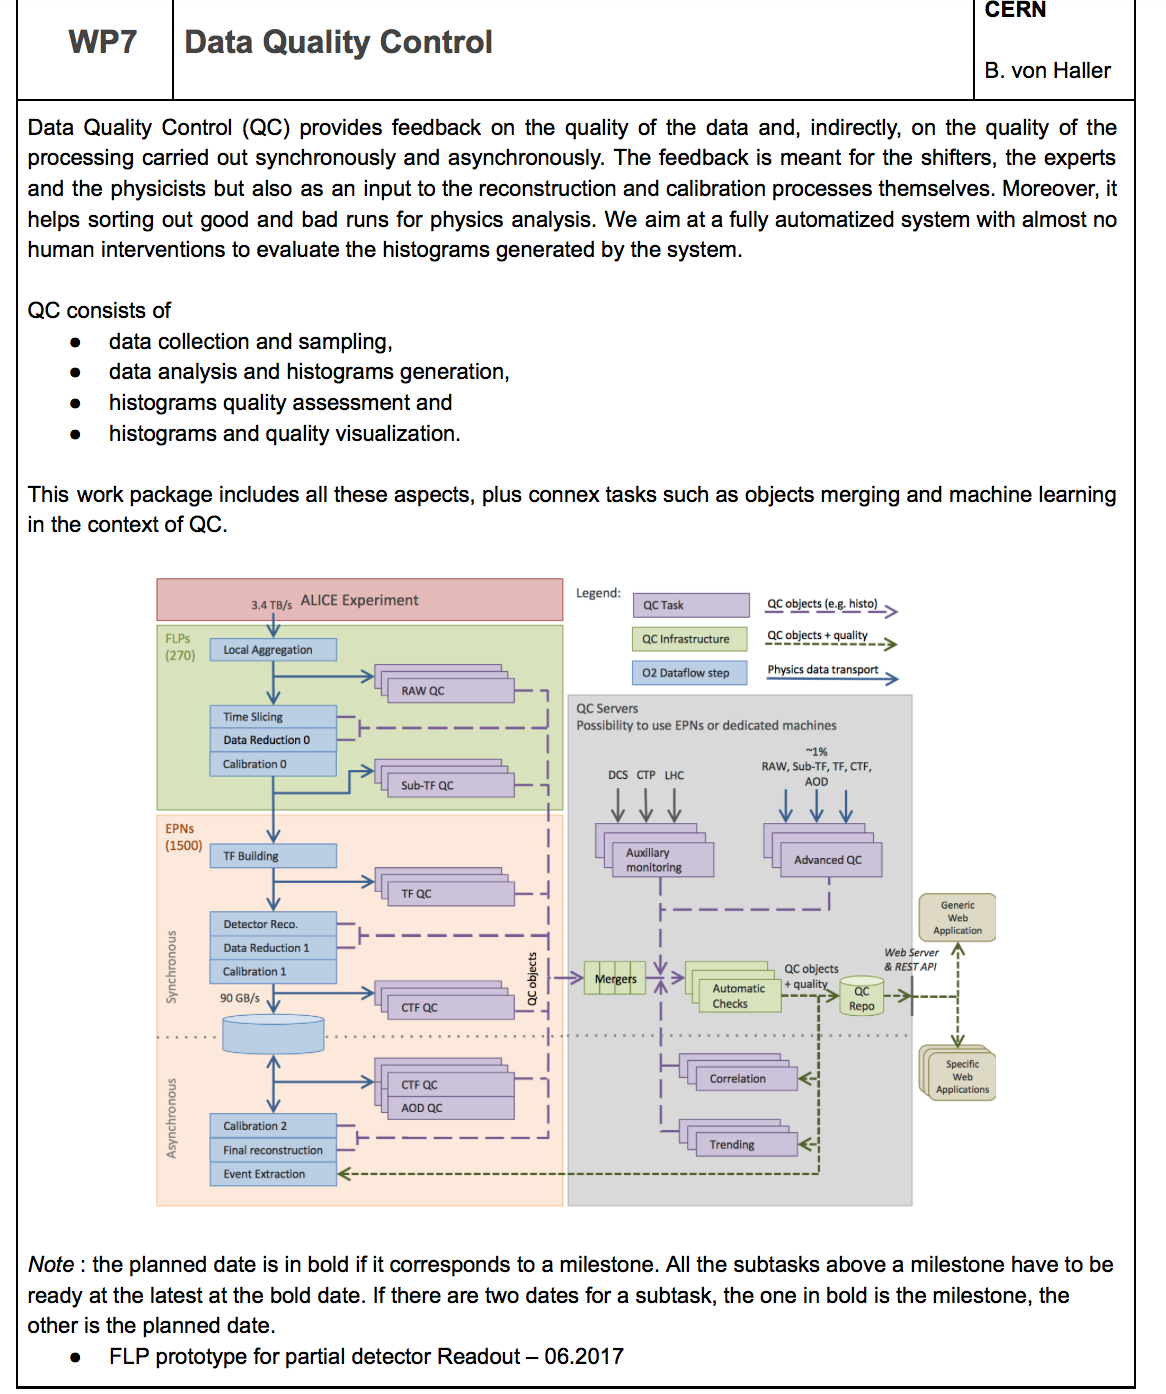 CERN
WP7
Data Quality Control
B. von Haller
Data Quality Control (QC) provides feedback on the quality of the data and, indirectly, on the quality of the
processing carried out synchronously and asynchronously. The feedback is meant for the shifters, the experts
and the physicists but also as an input to the reconstruction and calibration processes themselves. Moreover, it
helps sorting out good and bad runs for physics analysis. We aim at a fully automatized system with almost no
human interventions to evaluate the histograms generated by the system.
QC consists of
● data collection and sampling,
● data analysis and histograms generation,
● histograms quality assessment and
● histograms and quality visualization.
This work package includes all these aspects, plus connex tasks such as objects merging and machine learning
in the context of QC.
3.4 TB/s ALICE Experiment
FLPs
(270)
Local Aggregation
RAW QC
Time Slicing
Data Reduction 0
Calibration 0
Sub-TF QC
EPNs
(1500)
TF Building
TF QC
Synchronous
Detector Reco.
Data Reduction 1
Calibration 1
90 GB/s
CTF QC
QC objects
Asynchronous
CTF QC
AOD QC
Calibration 2
Final reconstruction
Event Extraction
Legend:
QC Task
QC objects (e.g. histo)
QC Infrastructure
QC objects + quality
O2 Dataflow step
Physics data transport
QC Servers
Possibility to use EPNs or dedicated machines
DCS CTP LHC
~1%
RAW, Sub-TF, TF, CTF,
AOD
Auxiliary
monitoring
Advanced QC
Mergers
Automatic
Checks
QC objects
+ quality
QC
Repo
Web Server
& REST API
Generic
Web
Application
Correlation
Trending
Specific
Web
Applications
Note : the planned date is in bold if it corresponds to a milestone. All the subtasks above a milestone have to be
ready at the latest at the bold date. If there are two dates for a subtask, the one in bold is the milestone, the
other is the planned date.
● FLP prototype for partial detector Readout – 06.2017